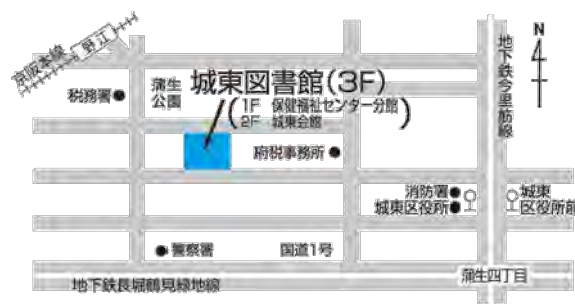 京阪本線
野江
N
蒲生
公園
城東図書館(3F)
(1F 保健福祉センター分館
2F 城東会館)
税務署
地下鉄今里筋線
府税事務所
消防署
城東区役所
城東
区役所前
警察署
国道1号
蒲生四丁目
地下鉄長堀鶴見緑地線